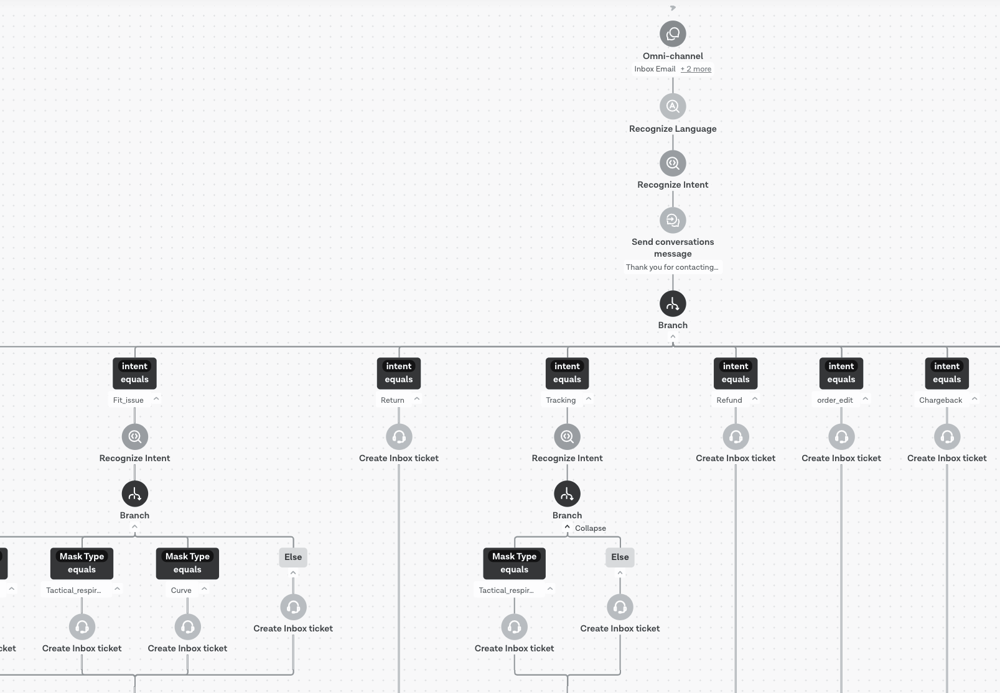 Omni-channel
Inbox Email + 2 more
Recognize Language
Recognize Intent
Send conversations
message
Thank you for contacting...
Branch
intent
equals
Fit_issue
Recognize Intent
Branch
Mask Type
equals
Tactical_respir...
Create Inbox ticket
Mask Type
equals
Curve
Create Inbox ticket
Else
Create Inbox ticket
cket
intent
equals
Return
Create Inbox ticket
intent
equals
Tracking
Recognize Intent
Branch
Collapse
Mask Type
equals
Tactical_respir...
Create Inbox ticket
Else
Create Inbox ticket
intent
equals
Refund
Create Inbox ticket
intent
equals
order_edit
Create Inbox ticket
intent
equals
Chargeback
Create Inbox ticket